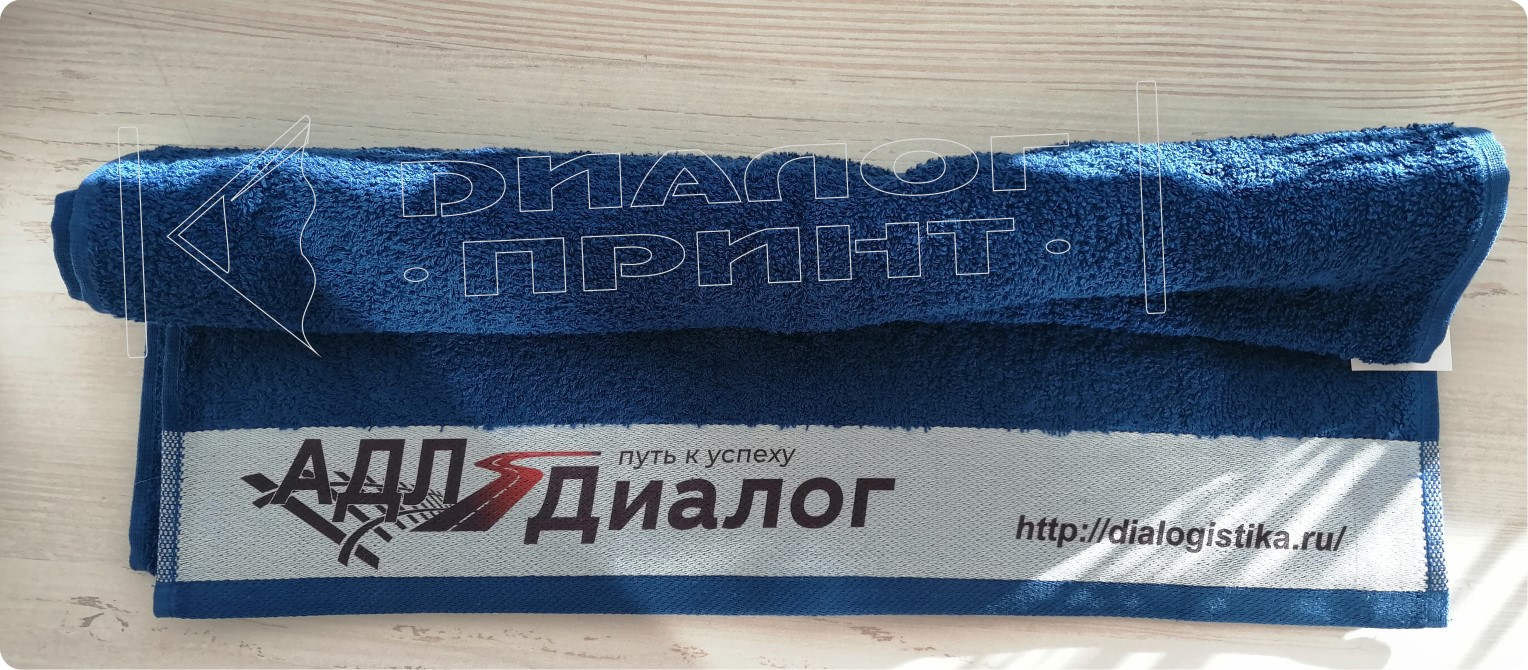 ДИАЛОГ
· ПРИНТ ·
АДЛ
путь к успеху
Диалог
http://dialogistika.ru/